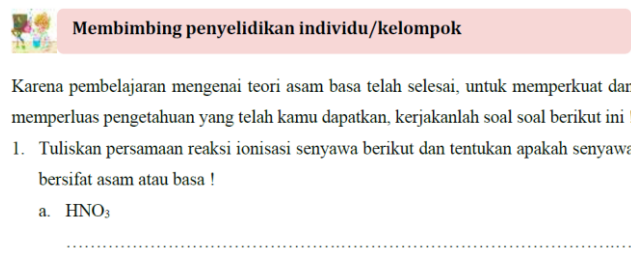 Membimbing penyelidikan individu/kelompok
Karena pembelajaran mengenai teori asam basa telah selesai, untuk memperkuat dan
memperluas pengetahuan yang telah kamu dapatkan, kerjakanlah soal soal berikut ini !
1. Tuliskan persamaan reaksi ionisasi senyawa berikut dan tentukan apakah senyawa
bersifat asam atau basa !
a. HNO₃
................................................................................................